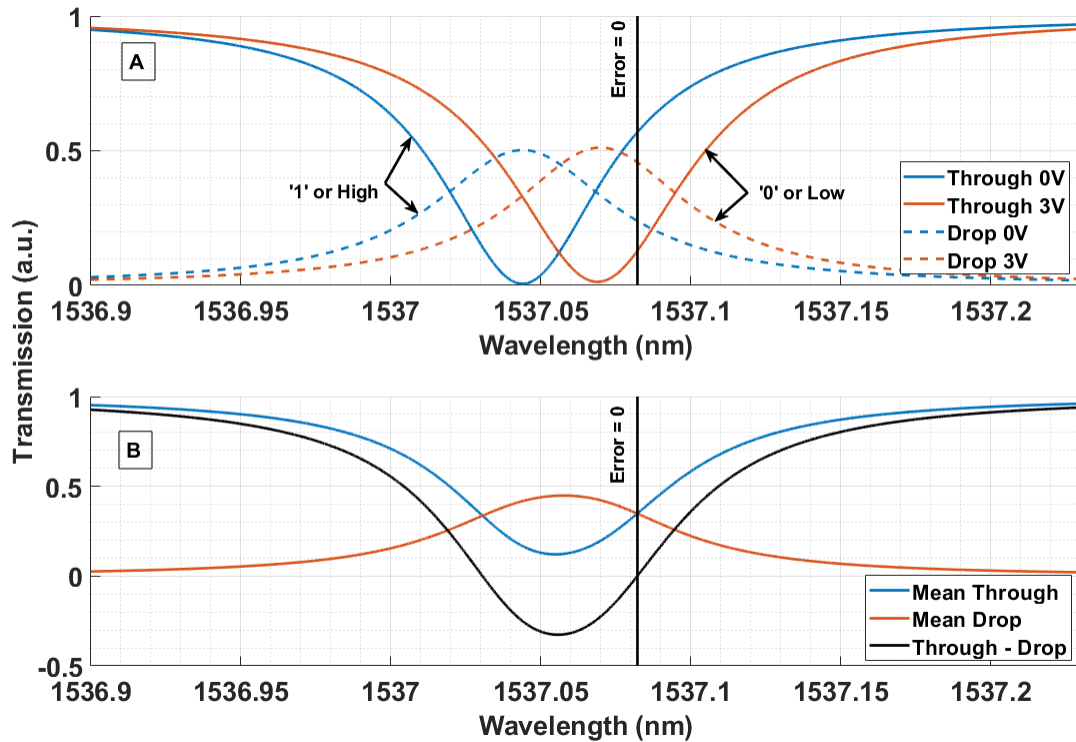 Transmission (a.u.)
1
0.5
0
A
Error = 0
'1' or High
'0' or Low
Through 0V
Through 3V
Drop 0V
Drop 3V
1536.9
1536.95
1537
1537.05
1537.1
1537.15
1537.2
Wavelength (nm)
1
0.5
0
-0.5
B
Error = 0
Mean Through
Mean Drop
Through - Drop
1536.9
1536.95
1537
1537.05
1537.1
1537.15
1537.2
Wavelength (nm)